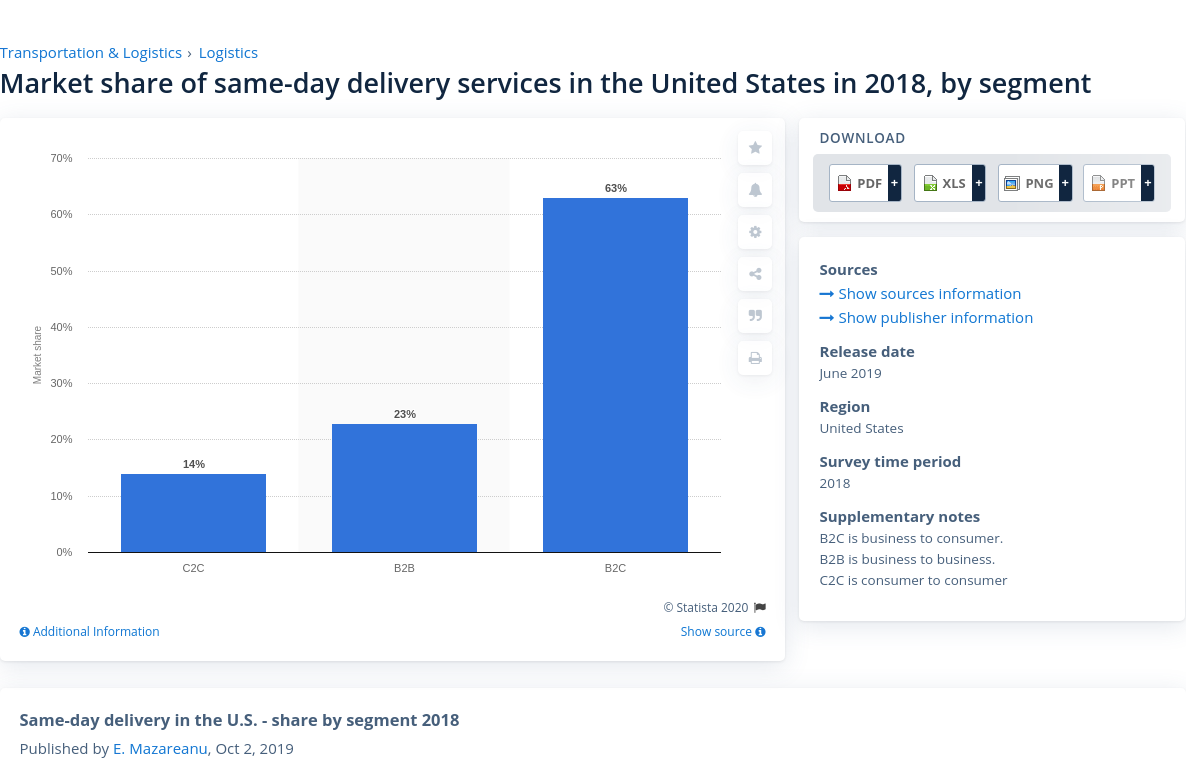 Transportation & Logistics › Logistics
Market share of same-day delivery services in the United States in 2018, by segment
70%
60%
50%
40%
30%
20%
10%
0%
Market share
14%
23%
63%
C2C
B2B
B2C
© Statista 2020
Additional Information
Show source
DOWNLOAD
PDF +
XLS +
PNG +
PPT +
Sources
Show sources information
Show publisher information
Release date
June 2019
Region
United States
Survey time period
2018
Supplementary notes
B2C is business to consumer.
B2B is business to business.
C2C is consumer to consumer
Same-day delivery in the U.S. - share by segment 2018
Published by E. Mazareanu, Oct 2, 2019